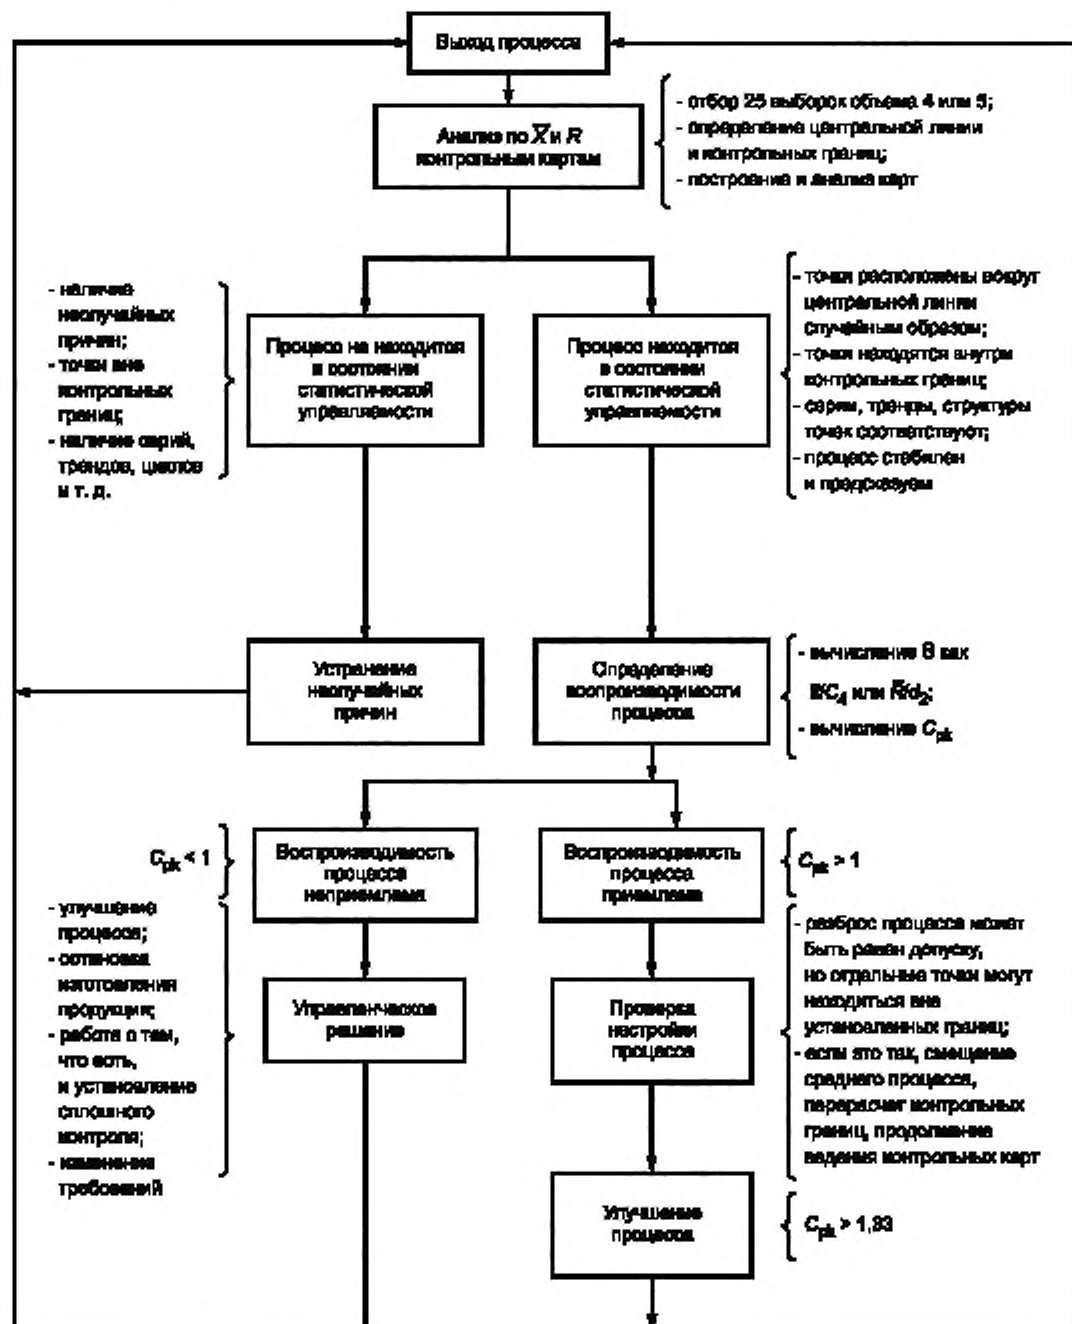 Выход процесса
Анализ по X̅ и R
контрольным картам
- отбор 25 выборок объема 4 или 5;
- определение центральной линии
и контрольных границ;
- построение и анализ карт
- наличие
неслучайных
причин;
- точки вне
контрольных
границ;
- наличие серий,
трендов, циклов
и т. д.
Процесс не находится
в состоянии
статистической
управляемости
Процесс находится
в состоянии
статистической
управляемости
- точки расположены вокруг
центральной линии
случайным образом;
- точки находятся внутри
контрольных границ;
- серии, тренды, структуры
точек соответствуют;
- процесс стабилен
и предсказуем
Устранение
неслучайных
причин
Определение
воспроизводимости
процесса
- вычисление как
или R̅/d₂;
- вычисление Cpk
Cpk < 1
Воспроизводимость
процесса
неприемлема
Воспроизводимость
процесса
приемлема
Cpk > 1
- улучшение
процесса;
- остановка
изготовления
продукции;
- работа с тем,
что есть,
и установление
сплошного
контроля;
- изменение
требований
Управленческое
решение
Проверка
настройки
процесса
- разброс процесса может
быть равен допуску,
но отдельные точки могут
находиться вне
установленных границ;
- если это так, смещение
среднего процесса,
перерасчет контрольных
границ, продолжение
ведения контрольных карт
Улучшение
процесса
Cpk > 1,33